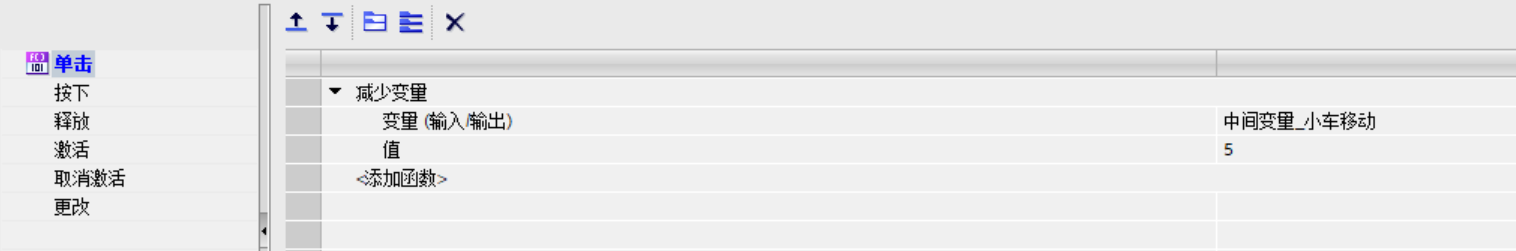 单击
按下
释放
激活
取消激活
更改
减少变量
变量 (输入/输出) 中间变量_小车移动
值 5
<添加函数>